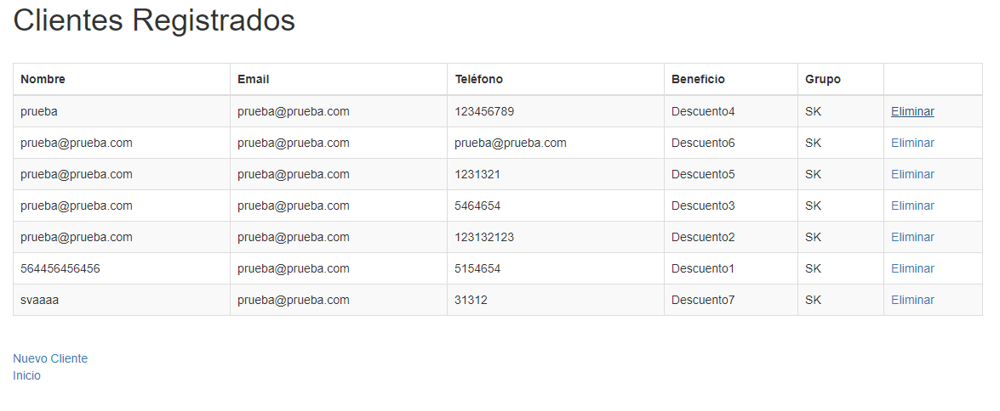 Clientes Registrados
Nombre Email Teléfono Beneficio Grupo
prueba prueba@prueba.com 123456789 Descuento4 SK Eliminar
prueba@prueba.com prueba@prueba.com prueba@prueba.com Descuento6 SK Eliminar
prueba@prueba.com prueba@prueba.com 1231321 Descuento5 SK Eliminar
prueba@prueba.com prueba@prueba.com 5464654 Descuento3 SK Eliminar
prueba@prueba.com prueba@prueba.com 123132123 Descuento2 SK Eliminar
564456456456 prueba@prueba.com 5154654 Descuento1 SK Eliminar
svaaaa prueba@prueba.com 31312 Descuento7 SK Eliminar
Nuevo Cliente
Inicio